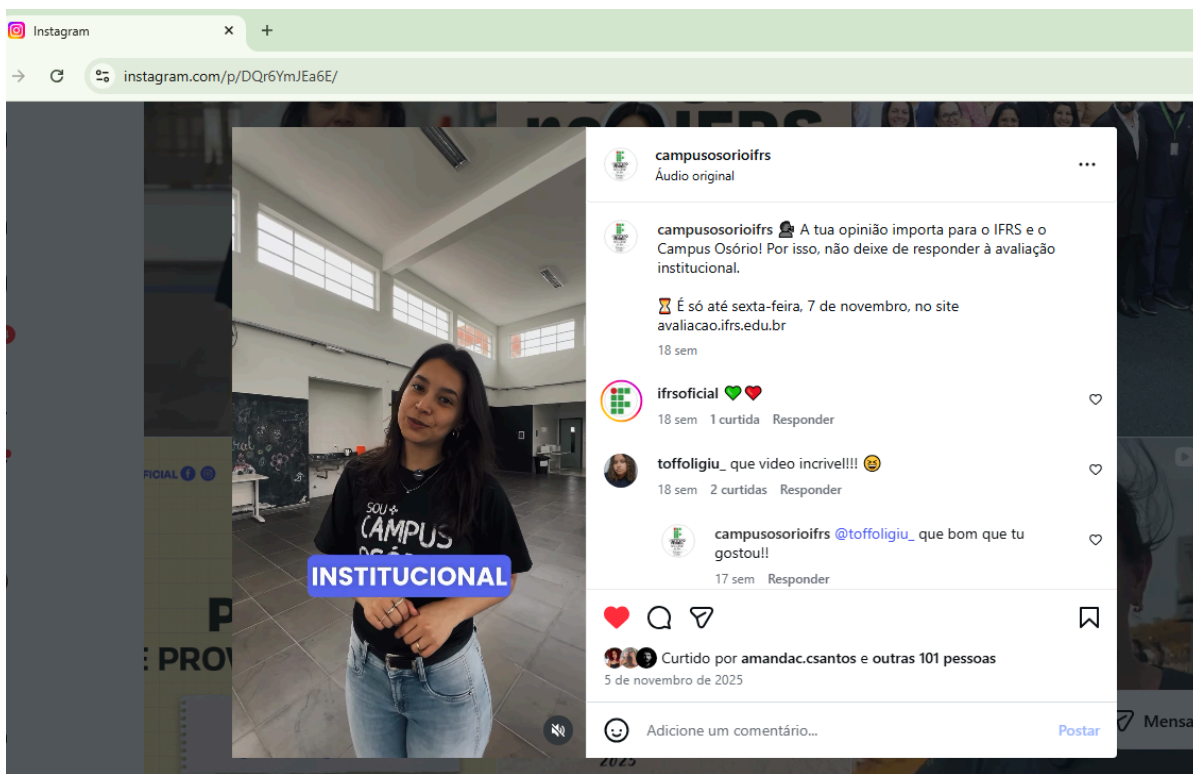 Instagram
instagram.com/p/DQr6YmJEa6E/
IFRS
campusosorioifrs
Áudio original
campusosorioifrs A tua opinião importa para o IFRS e o
Campus Osório! Por isso, não deixe de responder à avaliação
institucional.
É só até sexta-feira, 7 de novembro, no site
avaliacao.ifrs.edu.br
18 sem
ifrsoficial
18 sem 1 curtida Responder
toffoligiu_ que video incrivel!!!
18 sem 2 curtidas Responder
campusosorioifrs @toffoligiu_ que bom que tu
gostou!!
17 sem Responder
SOU +
CAMPUS
INSTITUCIONAL
Curtido por amandac.csantos e outras 101 pessoas
5 de novembro de 2025
Adicione um comentário...
Postar
2025